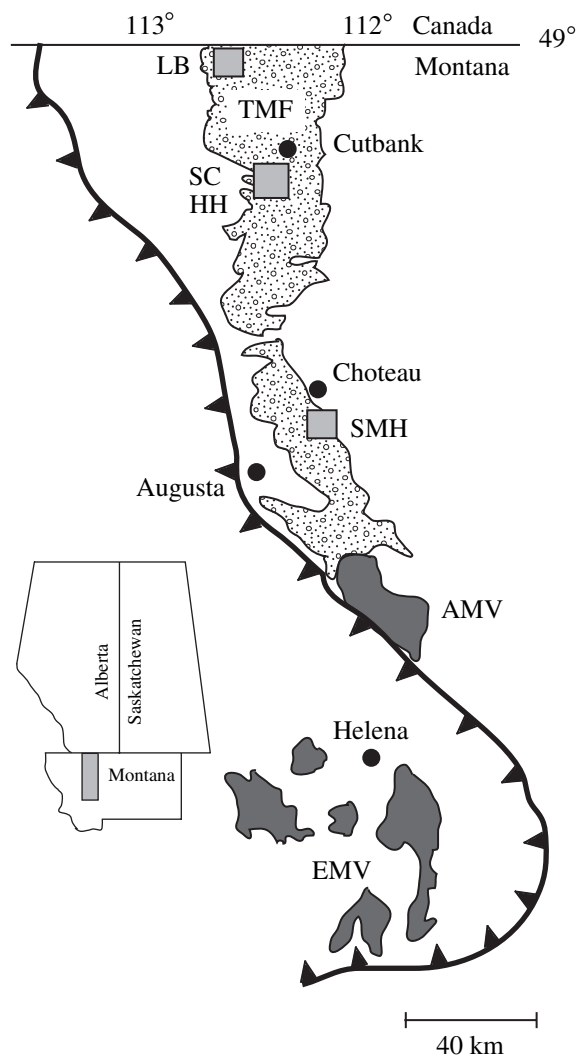 113° 112° Canada 49°
LB Montana
TMF
Cutbank
SC
HH
Choteau
SMH
Augusta
AMV
Alberta
Saskatchewan
Helena
Montana
EMV
40 km